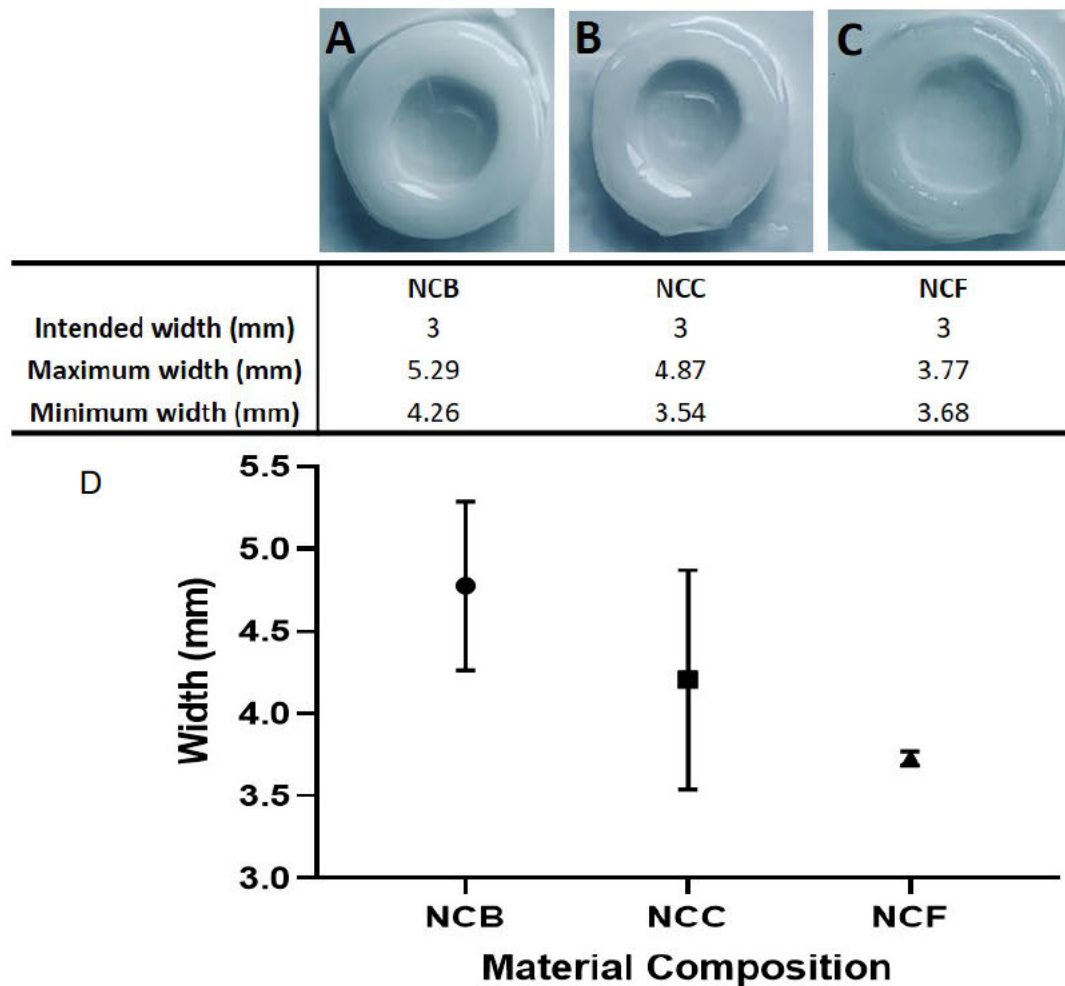 A B C
NCB NCC NCF
Intended width (mm) 3 3 3
Maximum width (mm) 5.29 4.87 3.77
Minimum width (mm) 4.26 3.54 3.68
D
5.5
5.0
4.5
4.0
3.5
3.0
Width (mm)
NCB NCC NCF
Material Composition